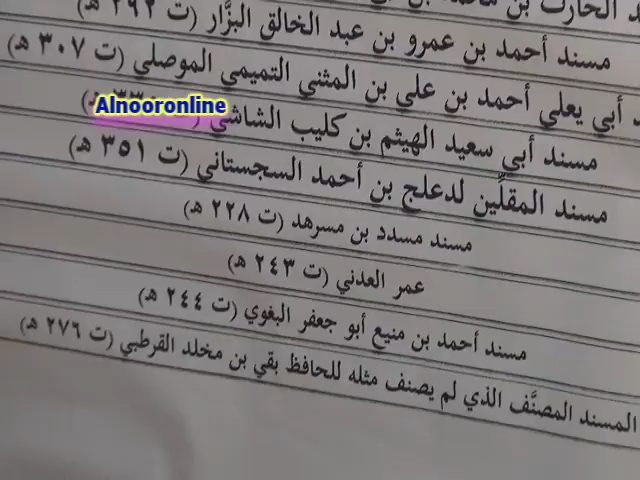 الحارث بن
مسند أحمد بن عمرو بن عبد الخالق البزَّار (ت ٢٩٢ هـ)
أبي يعلي أحمد بن علي بن المثني التميمي الموصلي (ت ٣٠٧ هـ)
Alnooronline
مسند أبي سعيد الهيثم بن كليب الشاشي
مسند المقلِّين لدعلج بن أحمد السجستاني (ت ٣٥١ هـ)
مسند مسدد بن مسرهد (ت ٢٢٨ هـ)
عمر العدني (ت ٢٤٣ هـ)
مسند أحمد بن منيع أبو جعفر البغوي (ت ٢٤٤ هـ)
المسند المصنَّف الذي لم يصنف مثله للحافظ بقي بن مخلد القرطبي (ت ٢٧٦ هـ)